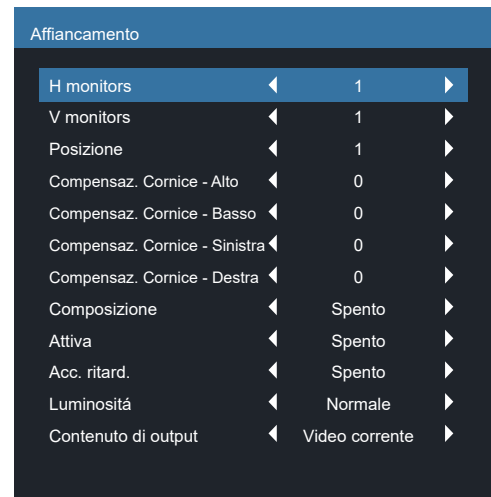 Affiancamento
H monitors 1
V monitors 1
Posizione 1
Compensaz. Cornice - Alto 0
Compensaz. Cornice - Basso 0
Compensaz. Cornice - Sinistra 0
Compensaz. Cornice - Destra 0
Composizione Spento
Attiva Spento
Acc. ritard. Spento
Luminositá Normale
Contenuto di output Video corrente